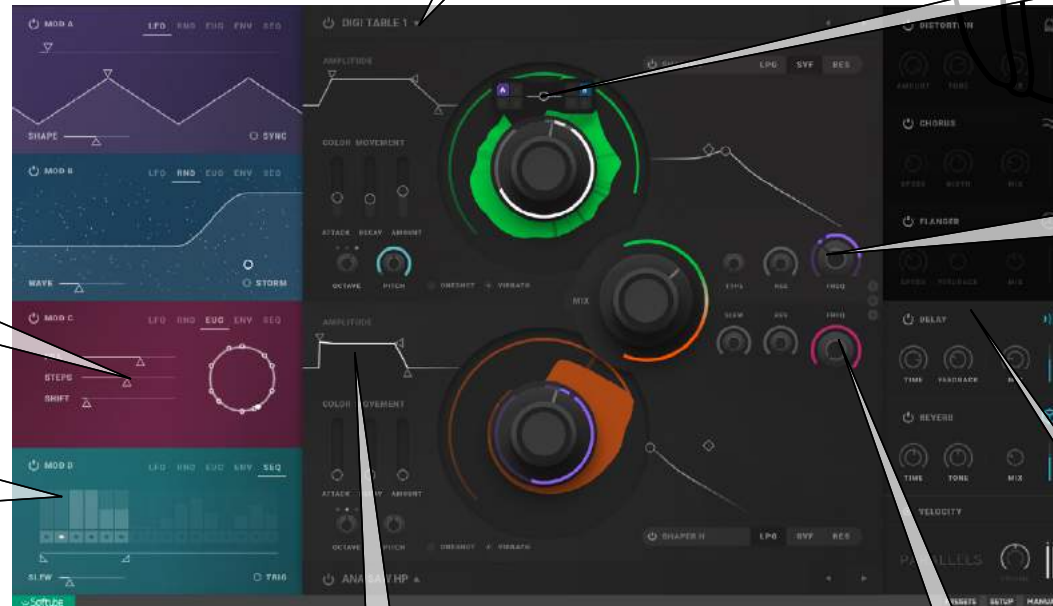 MOD A LFO RND EUC ENV SEQ
SHAPE SYNC
MOD B LFO RND EUC ENV SEQ
WAVE STORM
MOD C LFO RND EUC ENV SEQ
STEPS
SHIFT
MOD D LFO RND EUC ENV SEQ
SLEW TRIG
DIGI TABLE 1
AMPLITUDE
LPG SVF RES
COLOR MOVEMENT
ATTACK DECAY AMOUNT
OCTAVE PITCH ONESHOT VIBRATO
A B
MIX
TYPE RES FREQ
SLEW RES FREQ
AMPLITUDE
COLOR MOVEMENT
ATTACK DECAY AMOUNT
OCTAVE PITCH ONESHOT VIBRATO
SHAPER II LPG SVF RES
DISTORTION
AMOUNT TONE
CHORUS
SPEED WIDTH MIX
FLANGER
SPEED FEEDBACK MIX
DELAY
TIME FEEDBACK MIX
REVERB
TIME TONE MIX
VELOCITY
PARALLELS
Softube PRESETS SETUP MANUAL